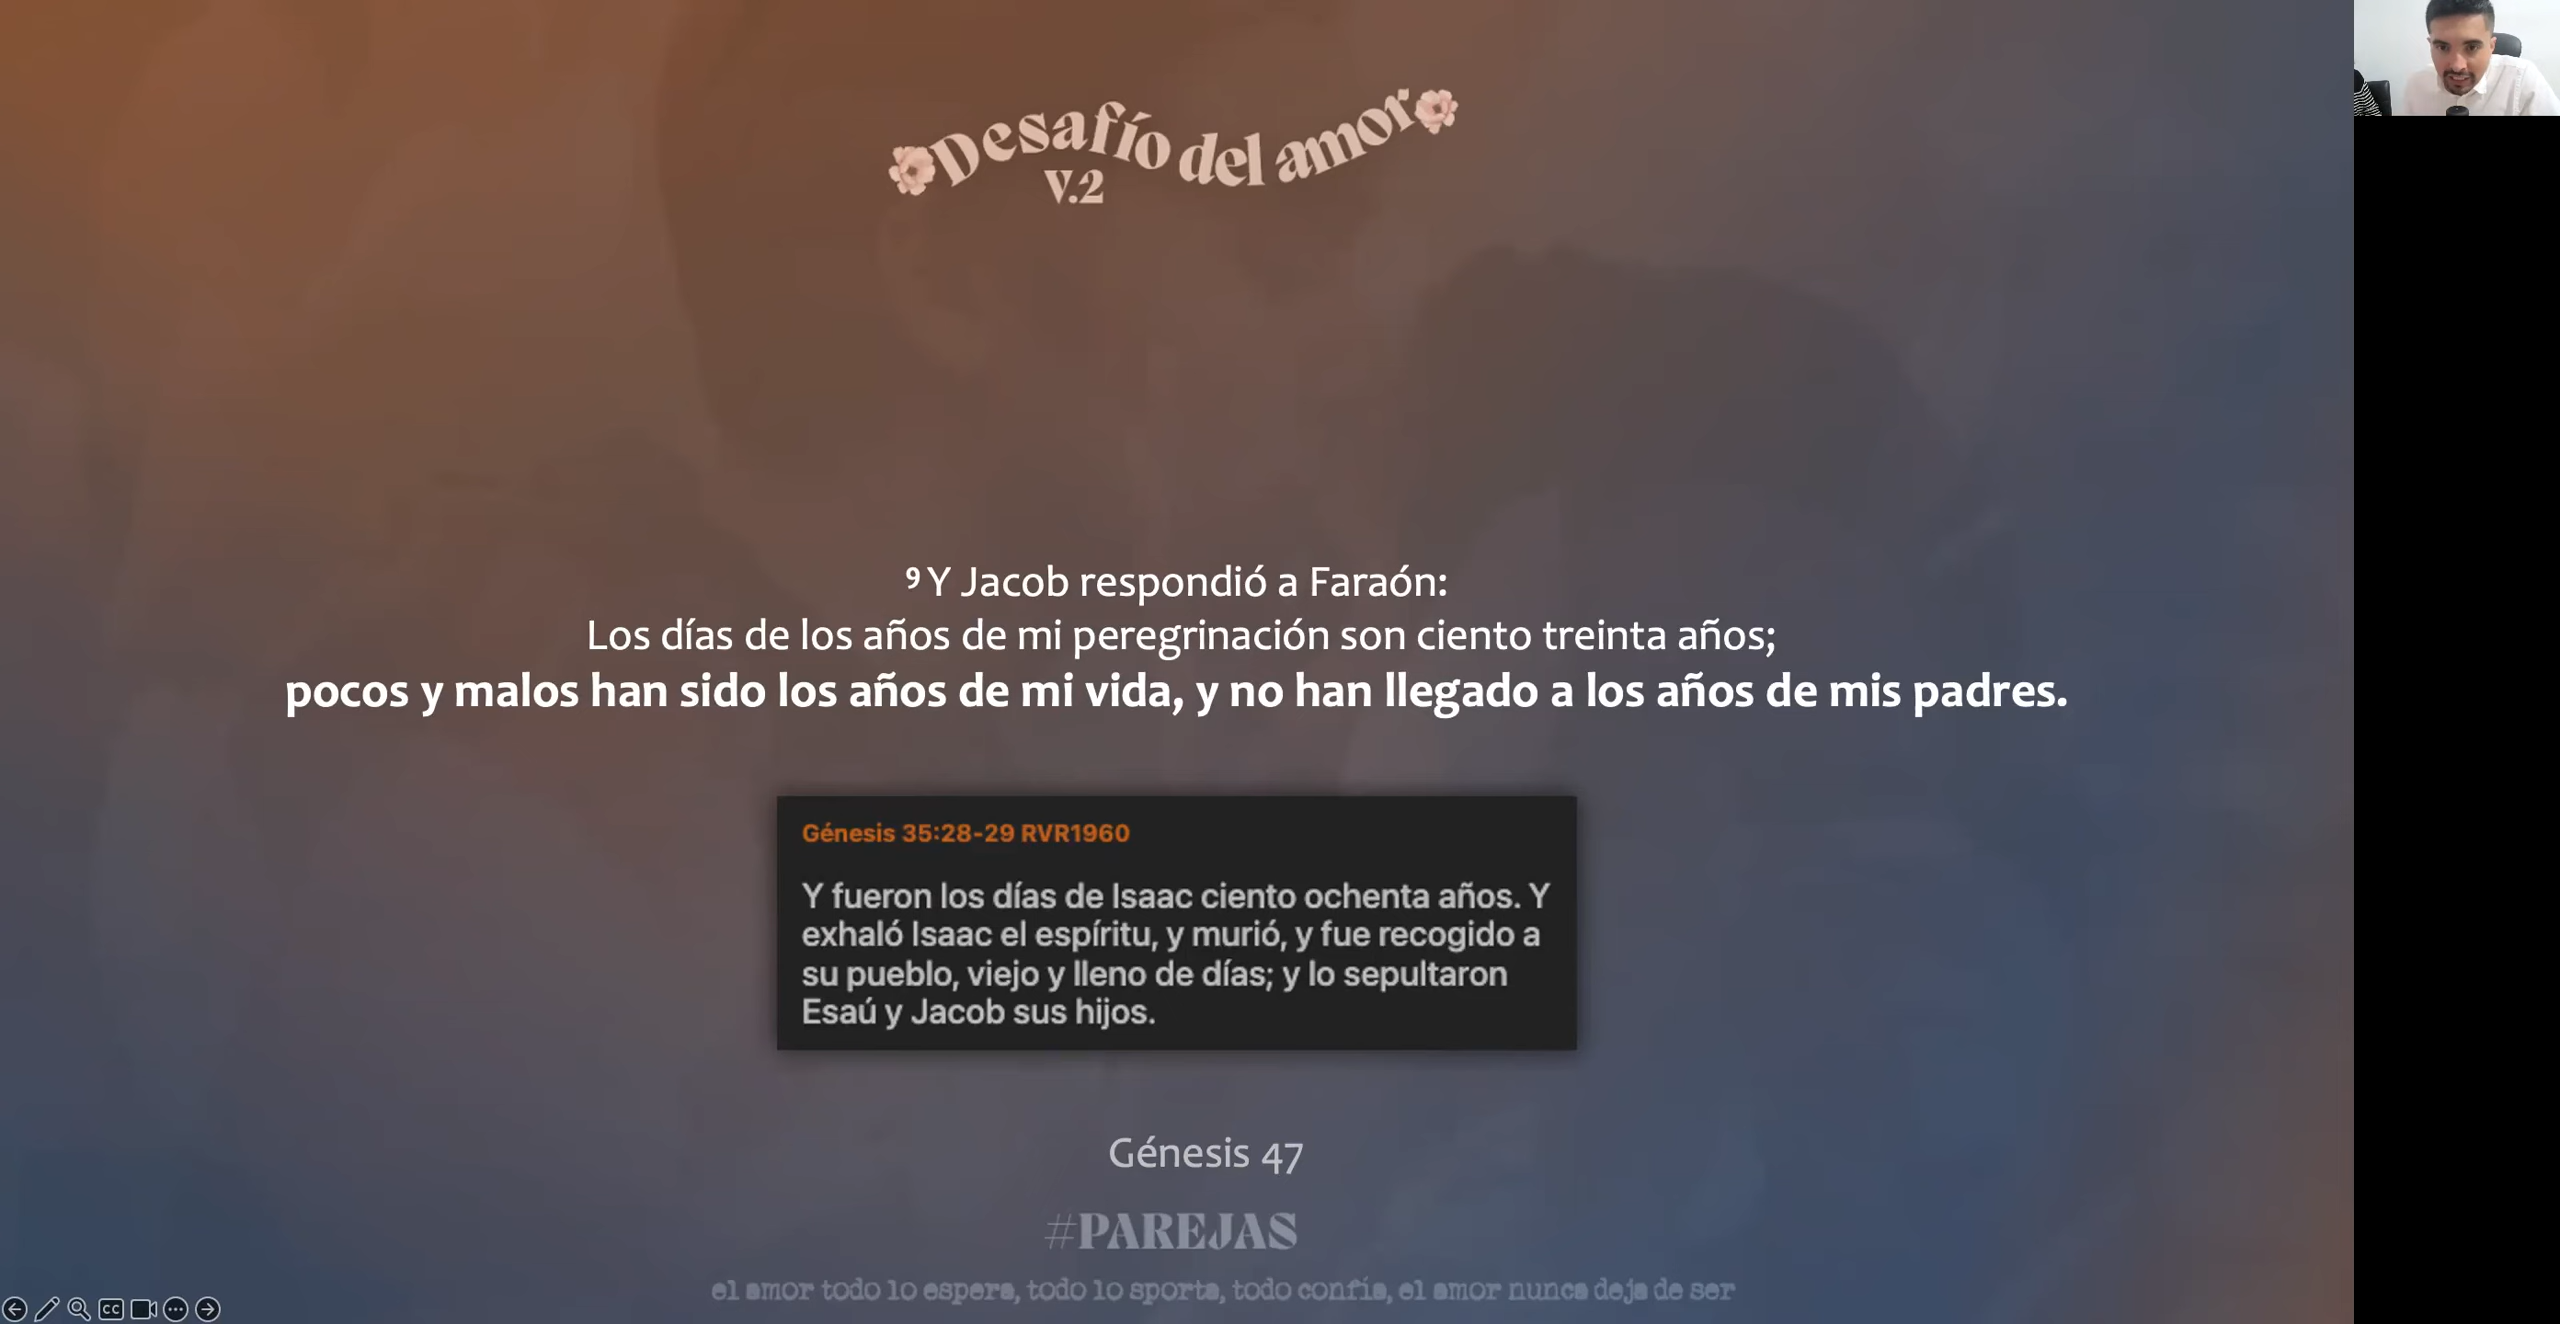 Desafío del amor
V.2
9 Y Jacob respondió a Faraón:
Los días de los años de mi peregrinación son ciento treinta años;
pocos y malos han sido los años de mi vida, y no han llegado a los años de mis padres.
Génesis 35:28-29 RVR1960
Y fueron los días de Isaac ciento ochenta años. Y
exhaló Isaac el espíritu, y murió, y fue recogido a
su pueblo, viejo y lleno de días; y lo sepultaron
Esaú y Jacob sus hijos.
Génesis 47
#PAREJAS
el amor todo lo espera, todo lo sporta, todo confía, el amor nunca deja de ser
CC